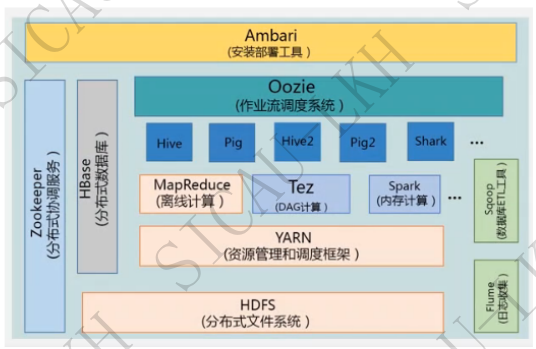 Ambari
(安装部署工具)
Oozie
(作业流调度系统)
Zookeeper
(分布式协调服务)
HBase
(分布式数据库)
Hive
Pig
Hive2
Pig2
Shark
...
MapReduce
(离线计算)
Tez
(DAG计算)
Spark
(内存计算)
...
Sqoop
(数据库ETL工具)
YARN
(资源管理和调度框架)
Flume
(日志收集)
HDFS
(分布式文件系统)
SICAU-LKH